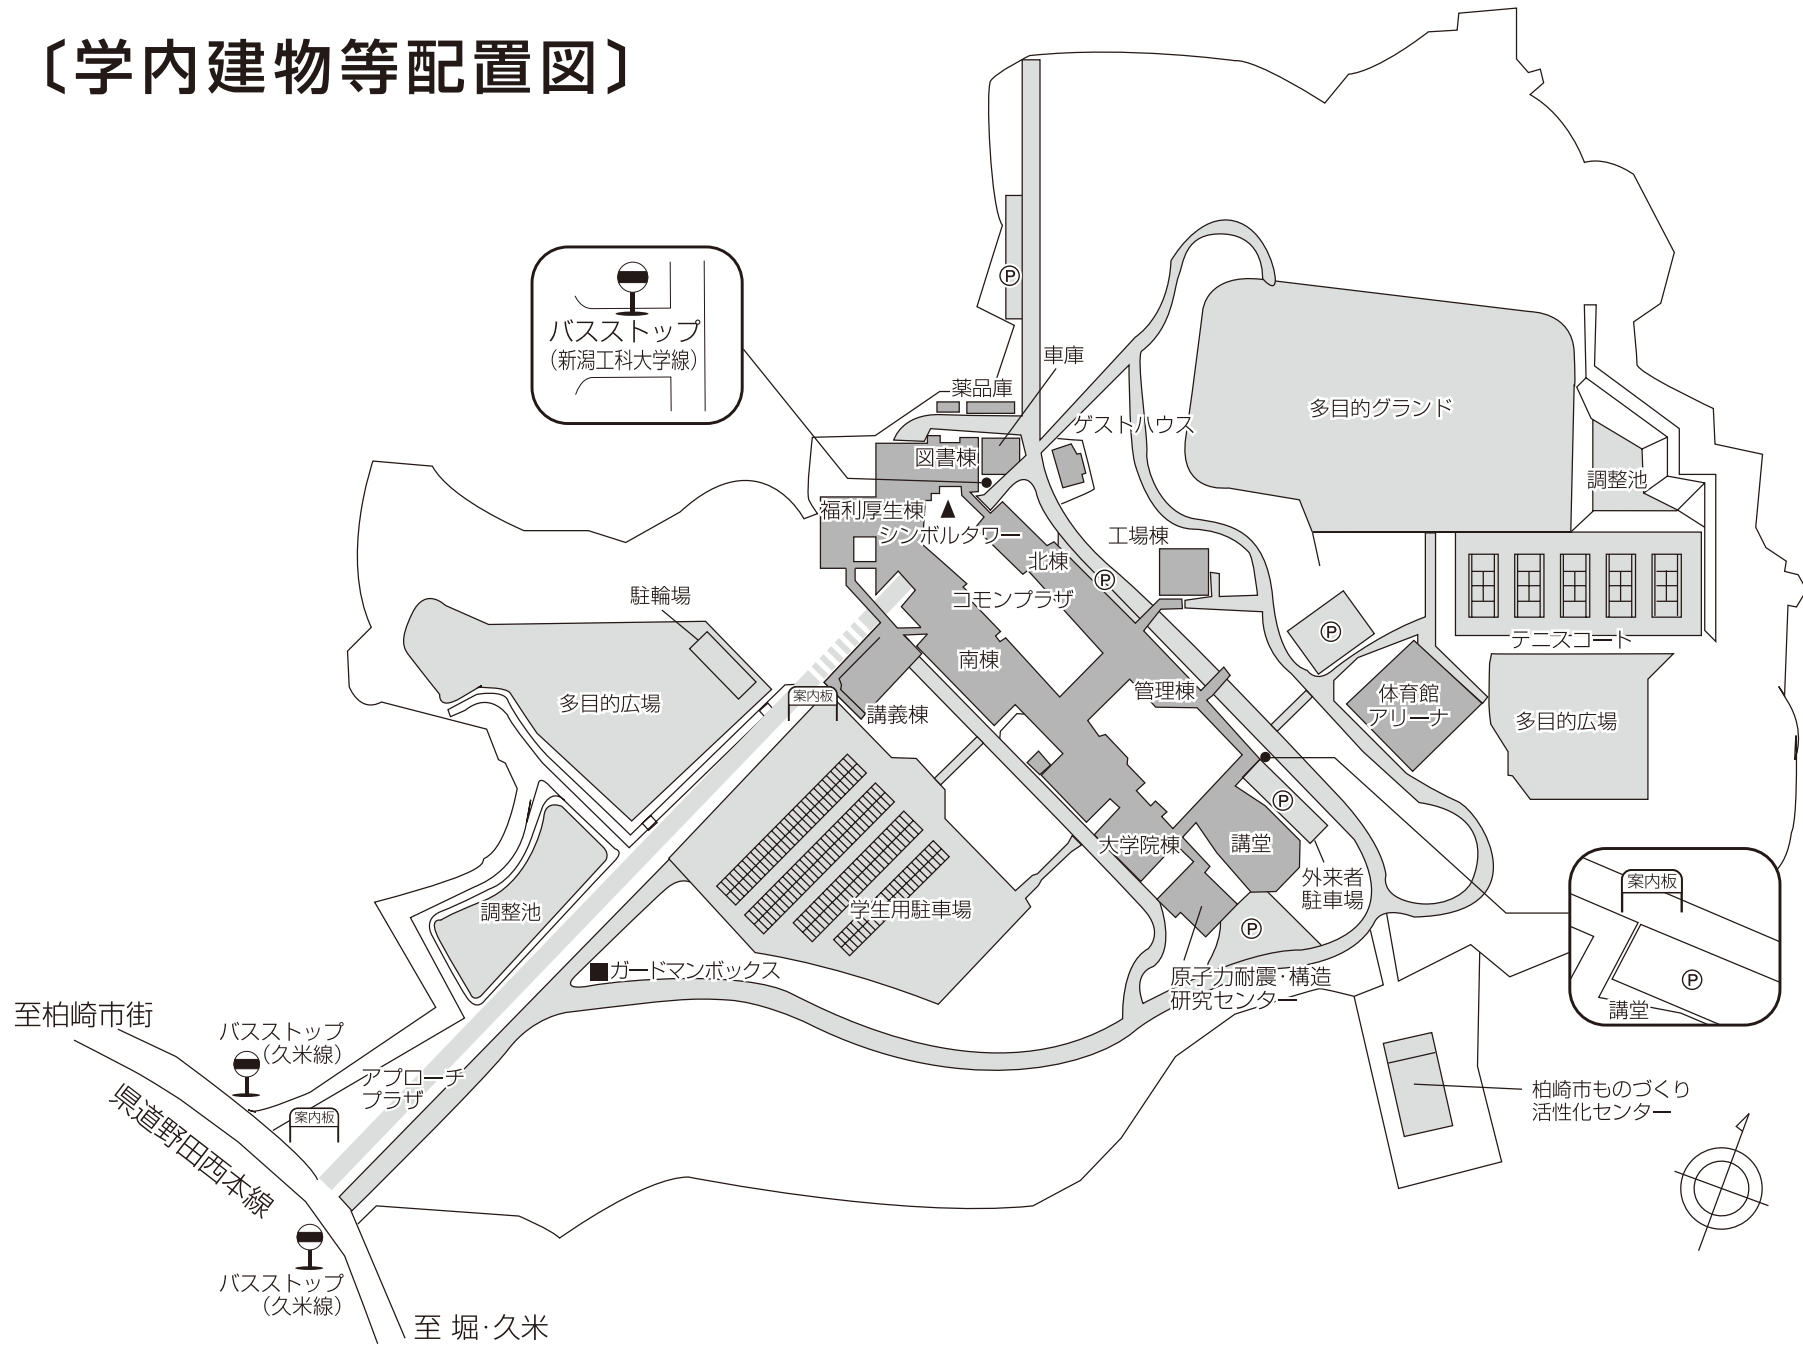 〔学内建物等配置図〕
バスストップ
（新潟工科大学線）
Ⓟ
車庫
薬品庫
ゲストハウス
多目的グランド
図書棟
調整池
福利厚生棟
シンボルタワー
工場棟
北棟
Ⓟ
コモンプラザ
駐輪場
Ⓟ
テニスコート
南棟
管理棟
体育館
アリーナ
案内板
多目的広場
講義棟
多目的広場
Ⓟ
大学院棟
講堂
外来者
駐車場
案内板
調整池
学生用駐車場
Ⓟ
ガードマンボックス
原子力耐震・構造
研究センター
Ⓟ
講堂
至柏崎市街
バスストップ
（久米線）
アプローチ
プラザ
案内板
県道野田西本線
柏崎市ものづくり
活性化センター
バスストップ
（久米線）
至 堀・久米